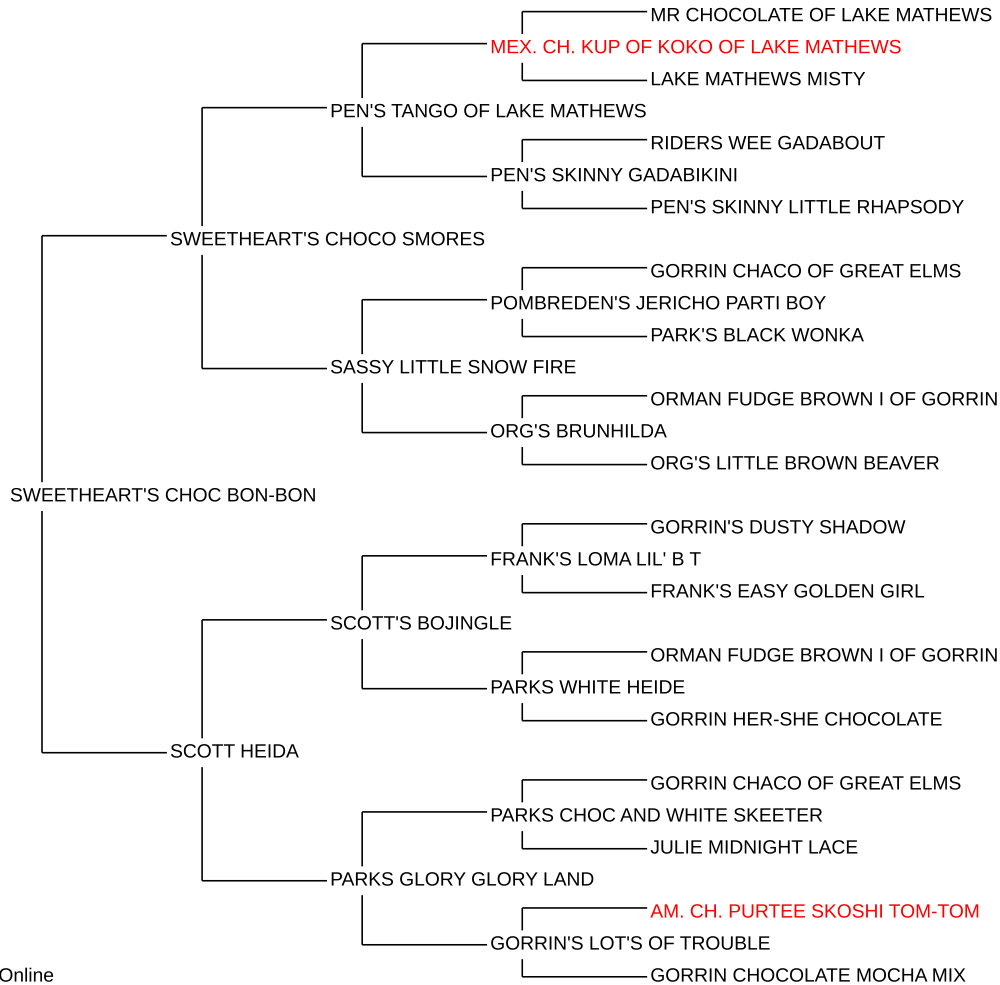 MR CHOCOLATE OF LAKE MATHEWS
MEX. CH. KUP OF KOKO OF LAKE MATHEWS
LAKE MATHEWS MISTY
PEN'S TANGO OF LAKE MATHEWS
RIDERS WEE GADABOUT
PEN'S SKINNY GADABIKINI
PEN'S SKINNY LITTLE RHAPSODY
SWEETHEART'S CHOCO SMORES
GORRIN CHACO OF GREAT ELMS
POMBREDEN'S JERICHO PARTI BOY
PARK'S BLACK WONKA
SASSY LITTLE SNOW FIRE
ORMAN FUDGE BROWN I OF GORRIN
ORG'S BRUNHILDA
ORG'S LITTLE BROWN BEAVER
SWEETHEART'S CHOC BON-BON
GORRIN'S DUSTY SHADOW
FRANK'S LOMA LIL' B T
FRANK'S EASY GOLDEN GIRL
SCOTT'S BOJINGLE
ORMAN FUDGE BROWN I OF GORRIN
PARKS WHITE HEIDE
GORRIN HER-SHE CHOCOLATE
SCOTT HEIDA
GORRIN CHACO OF GREAT ELMS
PARKS CHOC AND WHITE SKEETER
JULIE MIDNIGHT LACE
PARKS GLORY GLORY LAND
AM. CH. PURTEE SKOSHI TOM-TOM
GORRIN'S LOT'S OF TROUBLE
GORRIN CHOCOLATE MOCHA MIX
Online